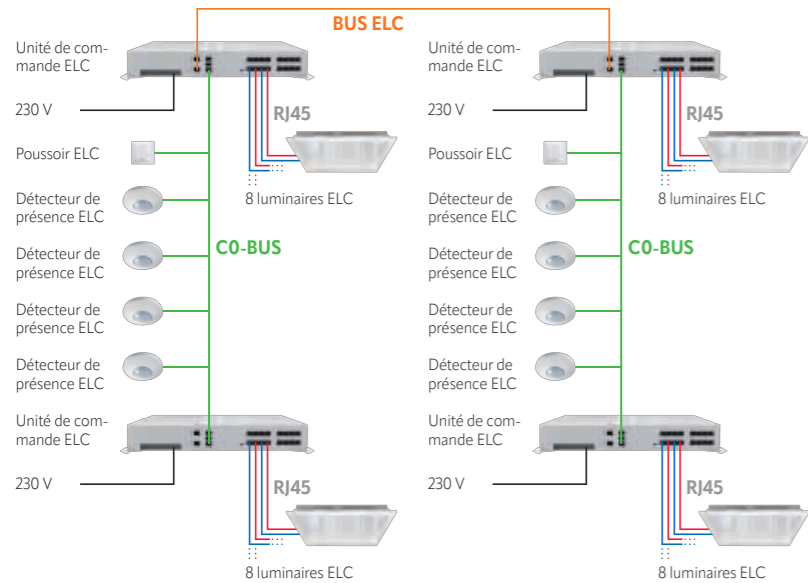 BUS ELC
Unité de com-
mande ELC
230 V
RJ45
Poussoir ELC
8 luminaires ELC
Détecteur de
présence ELC
C0-BUS
Détecteur de
présence ELC
Détecteur de
présence ELC
Détecteur de
présence ELC
Unité de com-
mande ELC
230 V
RJ45
8 luminaires ELC
Unité de com-
mande ELC
230 V
RJ45
Poussoir ELC
8 luminaires ELC
Détecteur de
présence ELC
C0-BUS
Détecteur de
présence ELC
Détecteur de
présence ELC
Détecteur de
présence ELC
Unité de com-
mande ELC
230 V
RJ45
8 luminaires ELC